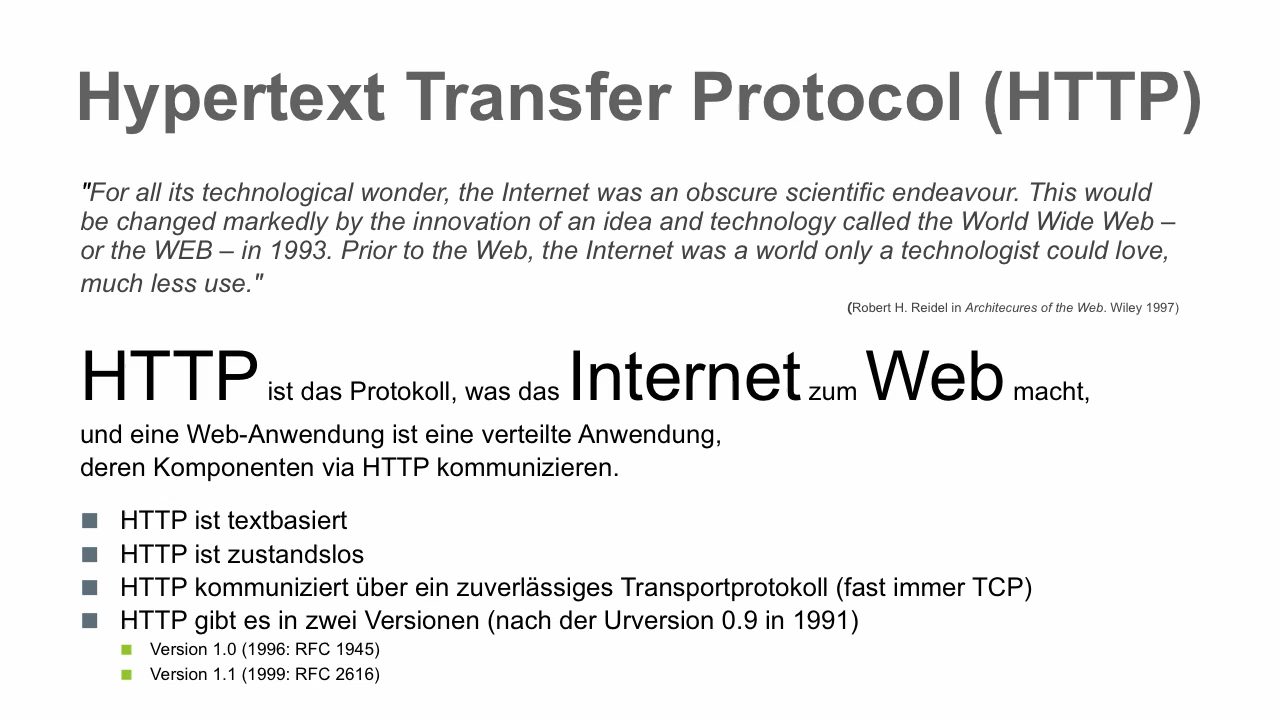 Hypertext Transfer Protocol (HTTP)
"For all its technological wonder, the Internet was an obscure scientific endeavour. This would
be changed markedly by the innovation of an idea and technology called the World Wide Web –
or the WEB – in 1993. Prior to the Web, the Internet was a world only a technologist could love,
much less use."
(Robert H. Reidel in Architecures of the Web. Wiley 1997)
HTTP ist das Protokoll, was das Internet zum Web macht,
und eine Web-Anwendung ist eine verteilte Anwendung,
deren Komponenten via HTTP kommunizieren.
HTTP ist textbasiert
HTTP ist zustandslos
HTTP kommuniziert über ein zuverlässiges Transportprotokoll (fast immer TCP)
HTTP gibt es in zwei Versionen (nach der Urversion 0.9 in 1991)
Version 1.0 (1996: RFC 1945)
Version 1.1 (1999: RFC 2616)